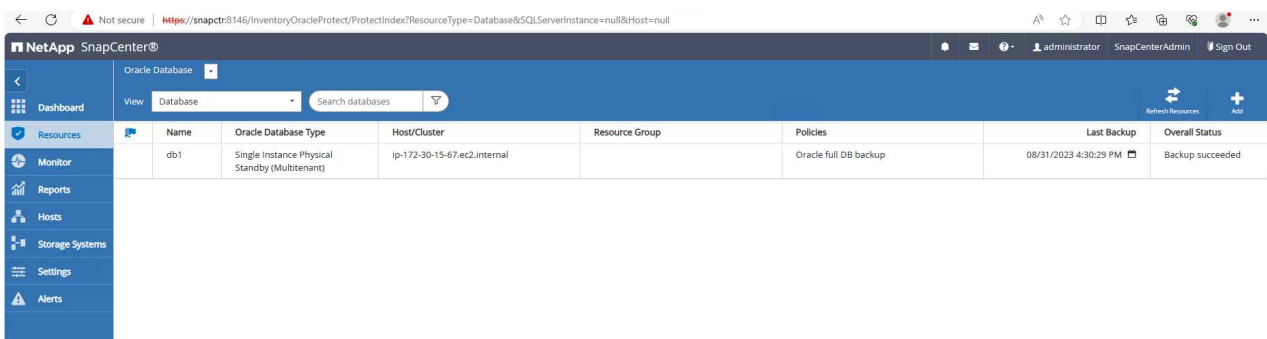 Not secure | https://snapctr:8146/InventoryOracleProtect/ProtectIndex?ResourceType=Database&SQLServerInstance=null&Host=null
NetApp SnapCenter® administrator SnapCenterAdmin Sign Out
Oracle Database
Dashboard
View Database Search databases Refresh Resources Add
Resources
Name Oracle Database Type Host/Cluster Resource Group Policies Last Backup Overall Status
db1 Single Instance Physical Standby (Multitenant) ip-172-30-15-67.ec2.internal Oracle full DB backup 08/31/2023 4:30:29 PM Backup succeeded
Monitor
Reports
Hosts
Storage Systems
Settings
Alerts